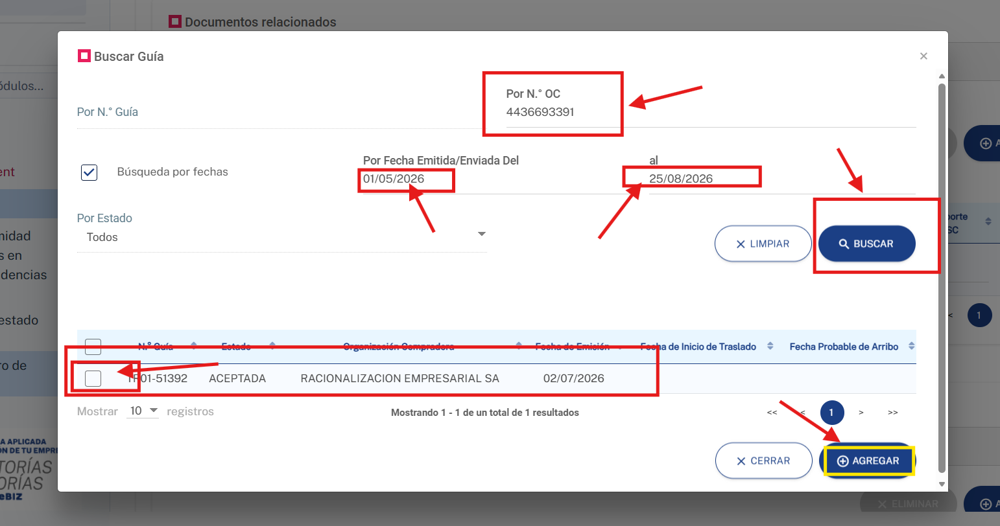 Documentos relacionados
Buscar Guía
×
ódulos...
Por N.° OC
4436693391
Por N.° Guía
Por Fecha Emitida/Enviada Del
01/05/2026
al
25/08/2026
Búsqueda por fechas
ent
Por Estado
Todos
LIMPIAR
BUSCAR
porte
SC
midad
s en
dencias
estado
ro de
< 1
N.° Guía Estado Organización Compradora Fecha de Emisión Fecha de Inicio de Traslado Fecha Probable de Arribo
TR01-51392 ACEPTADA RACIONALIZACION EMPRESARIAL SA 02/07/2026
Mostrar 10 registros
Mostrando 1 - 1 de un total de 1 resultados
<< < 1 > >>
CERRAR
AGREGAR
A APLICADA
ÓN DE TU EMPRE
TORÍAS
ORÍAS
eBIZ
ELIMINAR
A